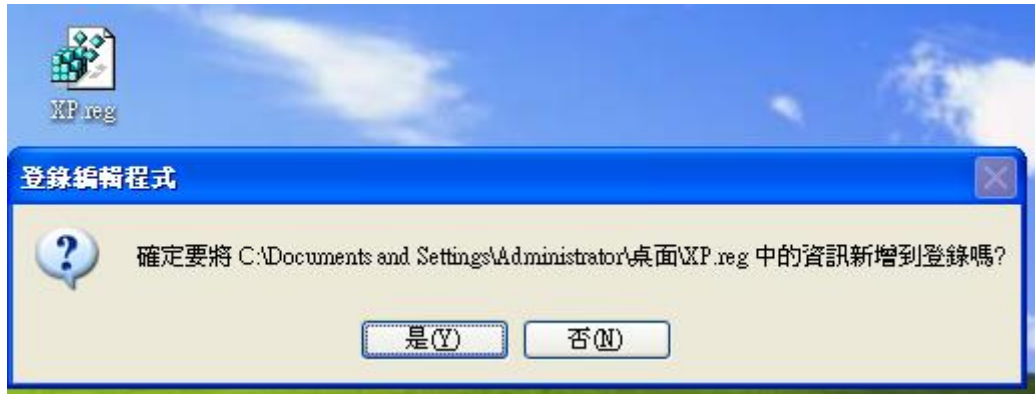 XP.reg
登錄編輯程式
確定要將 C:\Documents and Settings\Administrator\桌面\XP.reg 中的資訊新增到登錄嗎?
是(Y) 否(N)